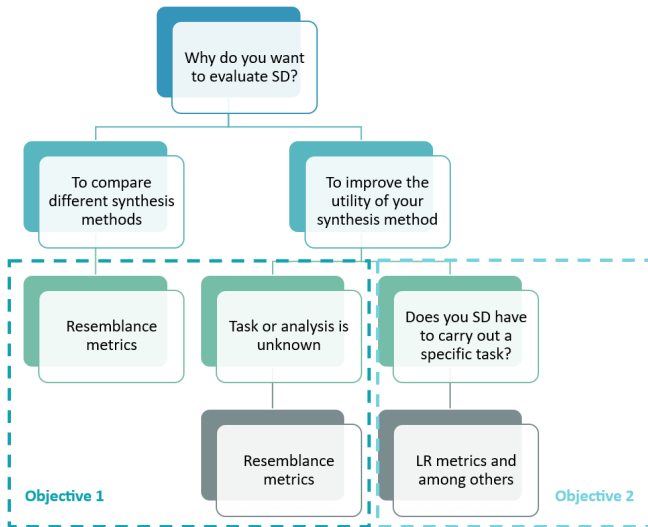 Why do you want
to evaluate SD?
To compare
different synthesis
methods
To improve the
utility of your
synthesis method
Resemblance
metrics
Task or analysis is
unknown
Does you SD have
to carry out a
specific task?
Resemblance
metrics
LR metrics and
among others
Objective 1
Objective 2